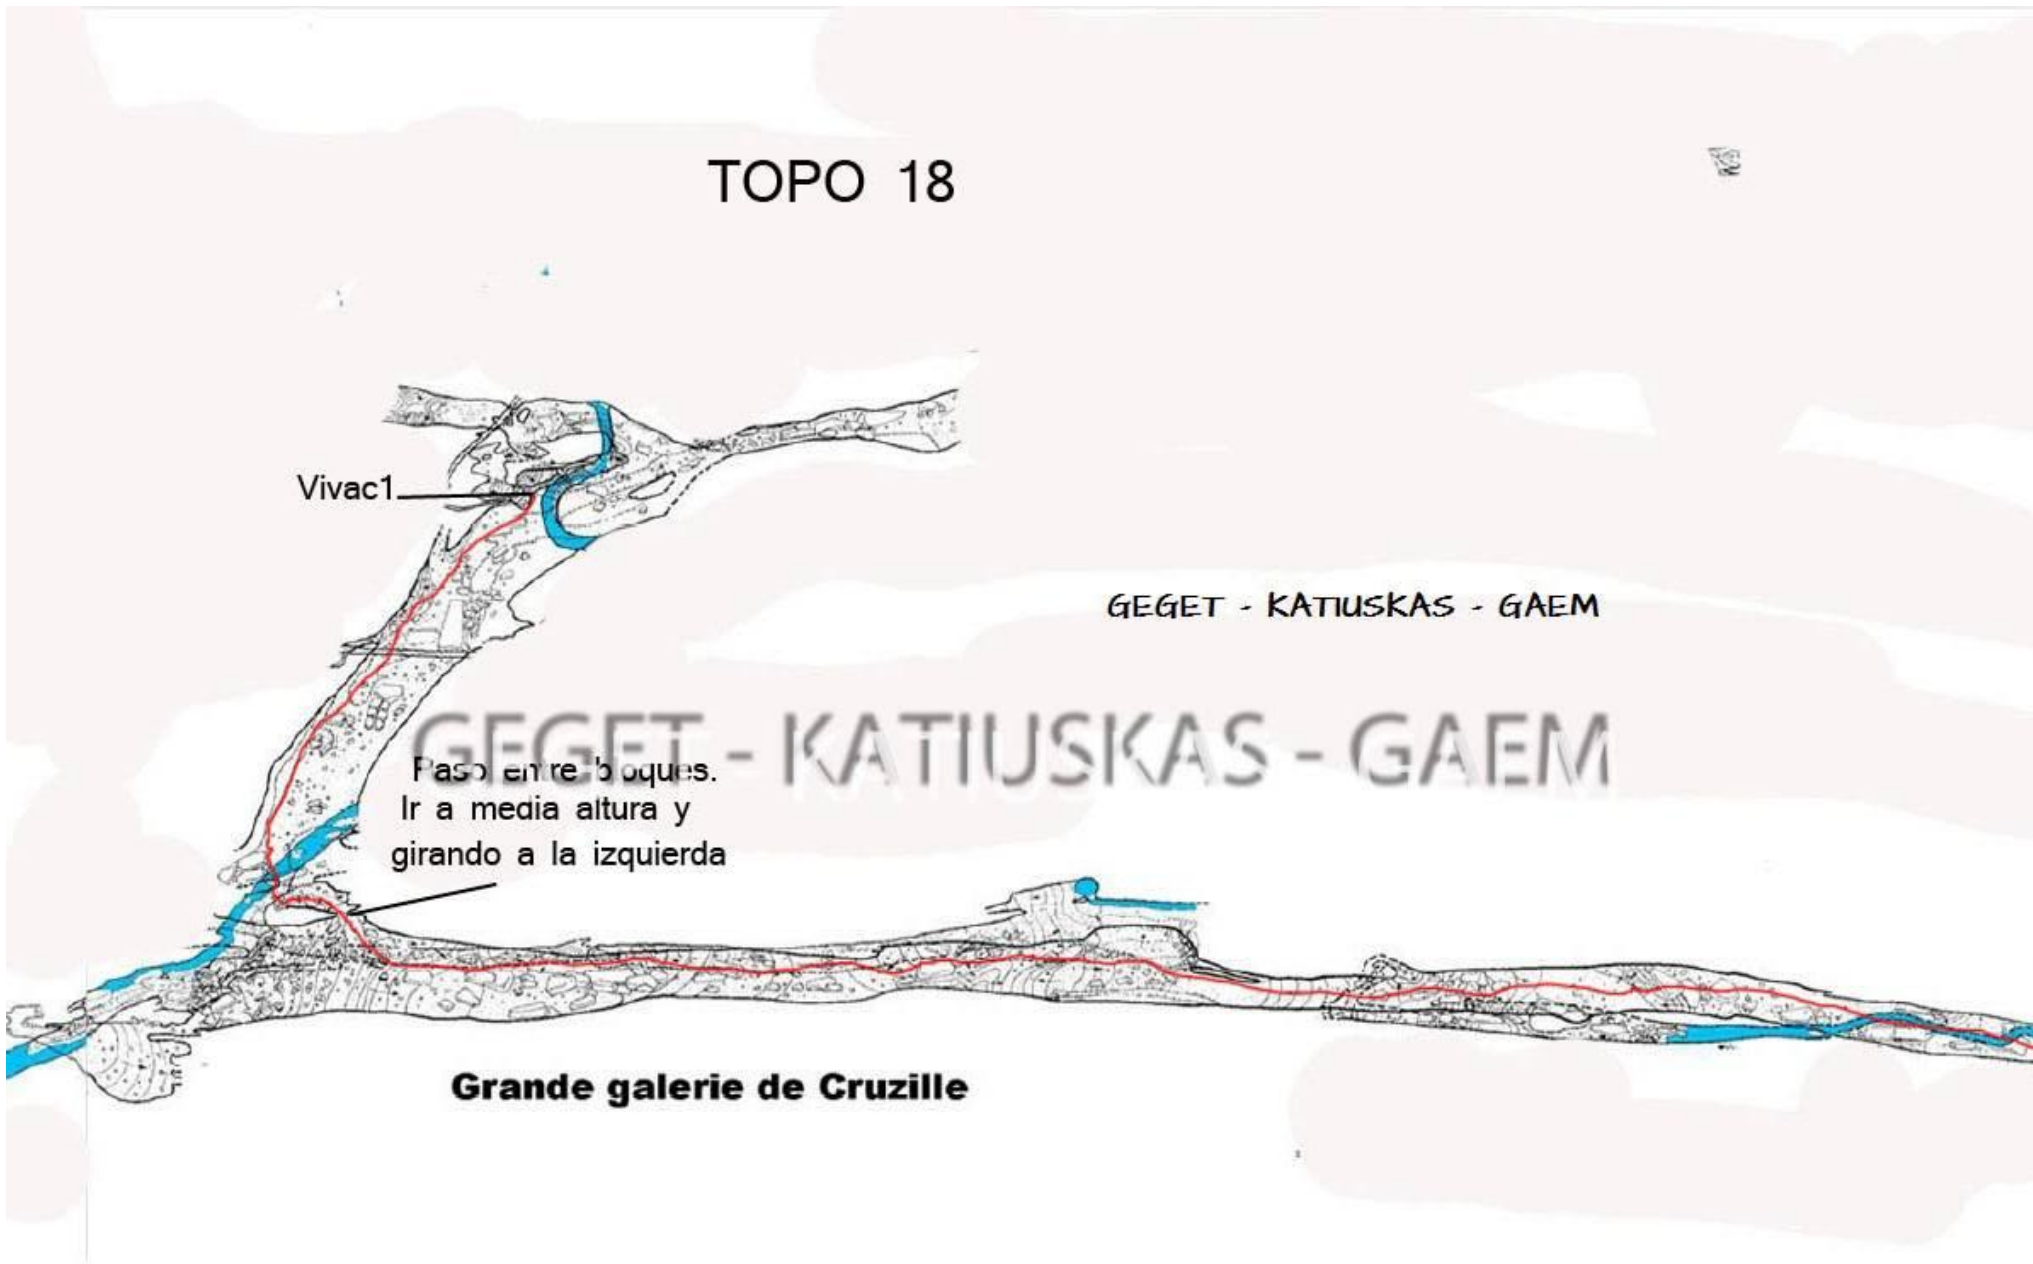 TOPO 18
Vivac1
GEGET - KATIUSKAS - GAEM
GEGET - KATIUSKAS - GAEM
Paso entre bloques.
Ir a media altura y
girando a la izquierda
Grande galerie de Cruzille